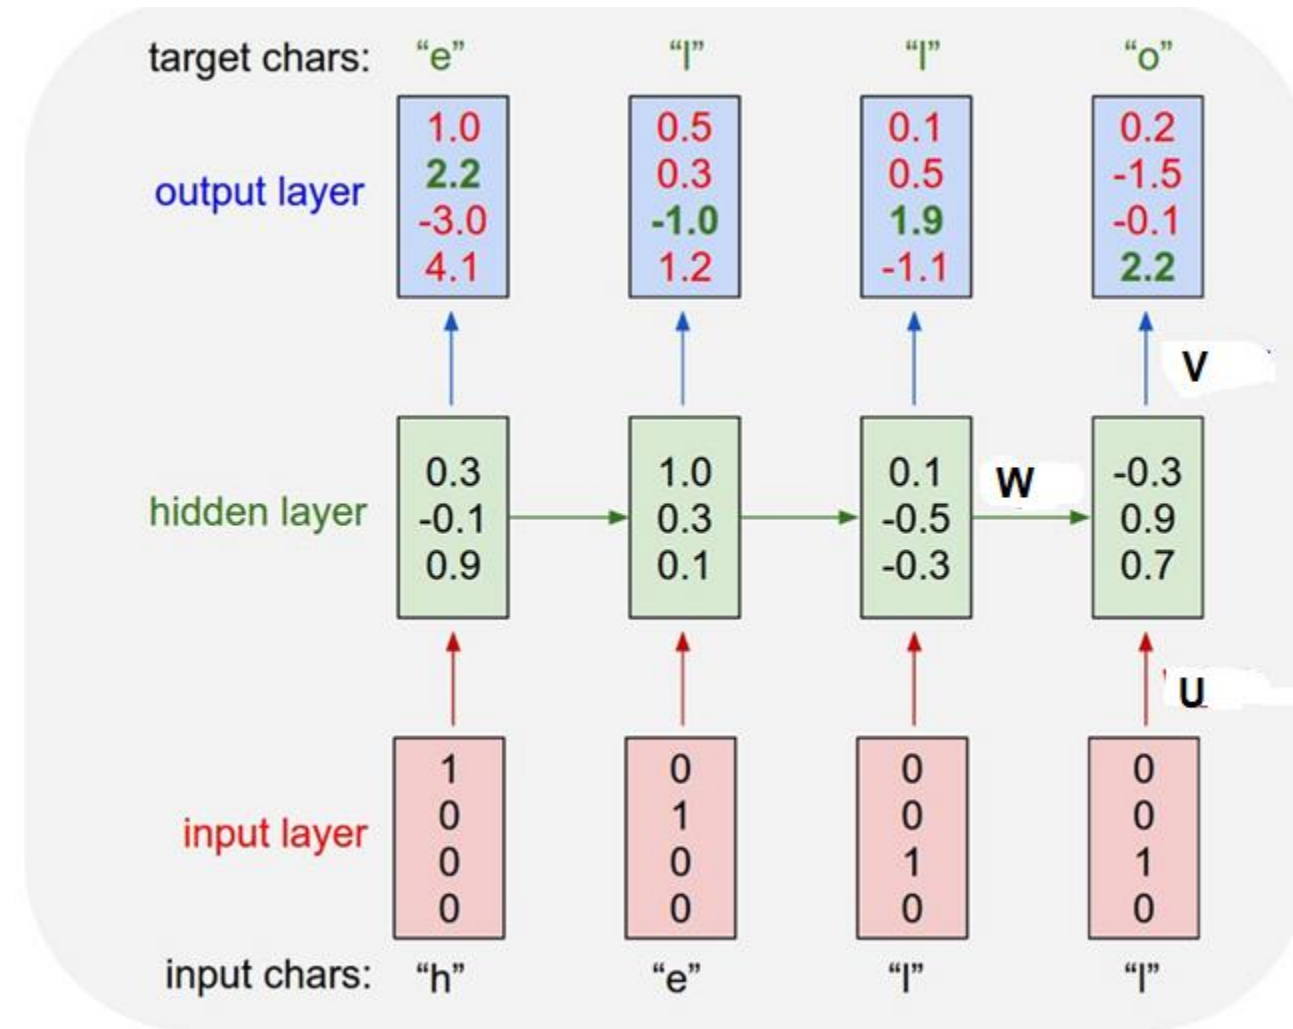 target chars: “e” “l” “l” “o”
output layer
1.0 0.5 0.1 0.2
2.2 0.3 0.5 -1.5
-3.0 -1.0 1.9 -0.1
4.1 1.2 -1.1 2.2
V
hidden layer
0.3 1.0 0.1 -0.3
-0.1 0.3 -0.5 0.9
0.9 0.1 -0.3 0.7
W
U
input layer
1 0 0 0
0 1 0 0
0 0 1 1
0 0 0 0
input chars: “h” “e” “l” “l”